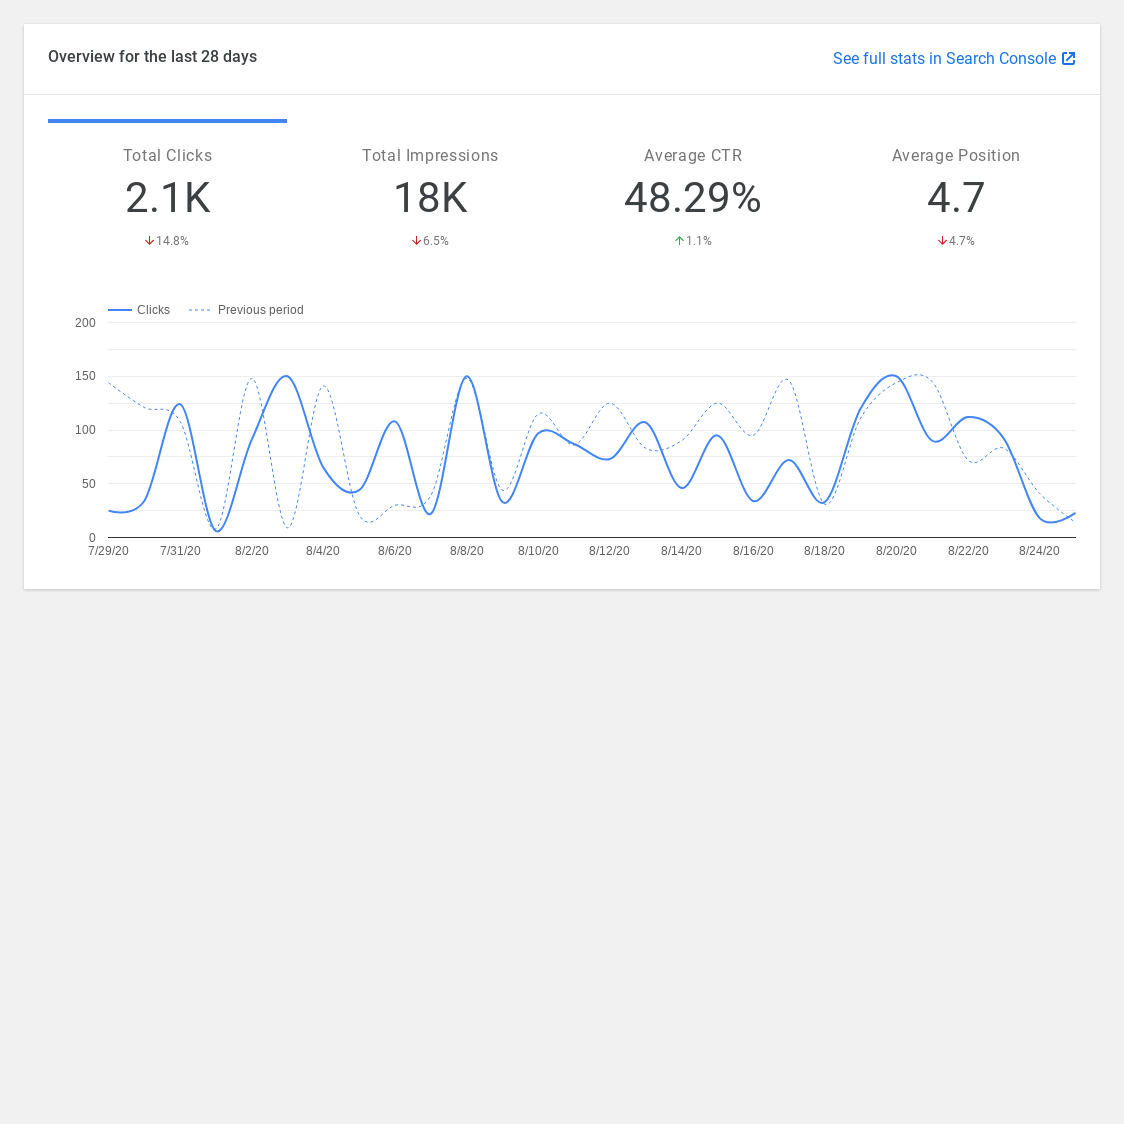 Overview for the last 28 days
See full stats in Search Console
Total Clicks
2.1K
14.8%
Total Impressions
18K
6.5%
Average CTR
48.29%
1.1%
Average Position
4.7
4.7%
Clicks
Previous period
200
150
100
50
0
7/29/20
7/31/20
8/2/20
8/4/20
8/6/20
8/8/20
8/10/20
8/12/20
8/14/20
8/16/20
8/18/20
8/20/20
8/22/20
8/24/20